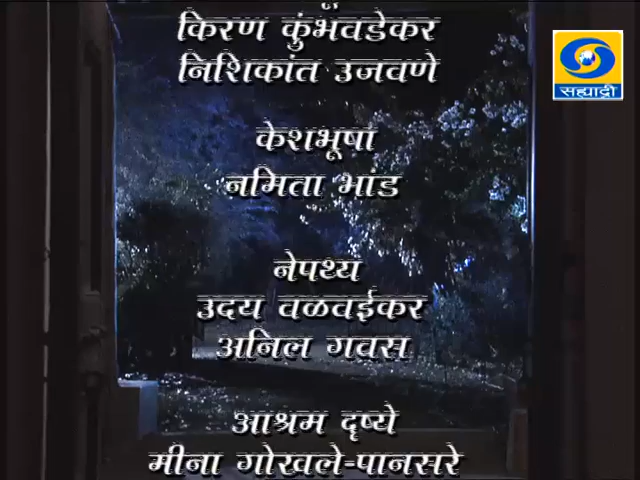 किरण कुंभवडेकर
निशिकांत उजवणे
सह्याद्री
केशभूषा
नमिता भांड
नेपथ्य
उदय वळवईकर
अनिल गवस
आश्रम दृष्ये
मीना गोखले-पानसरे